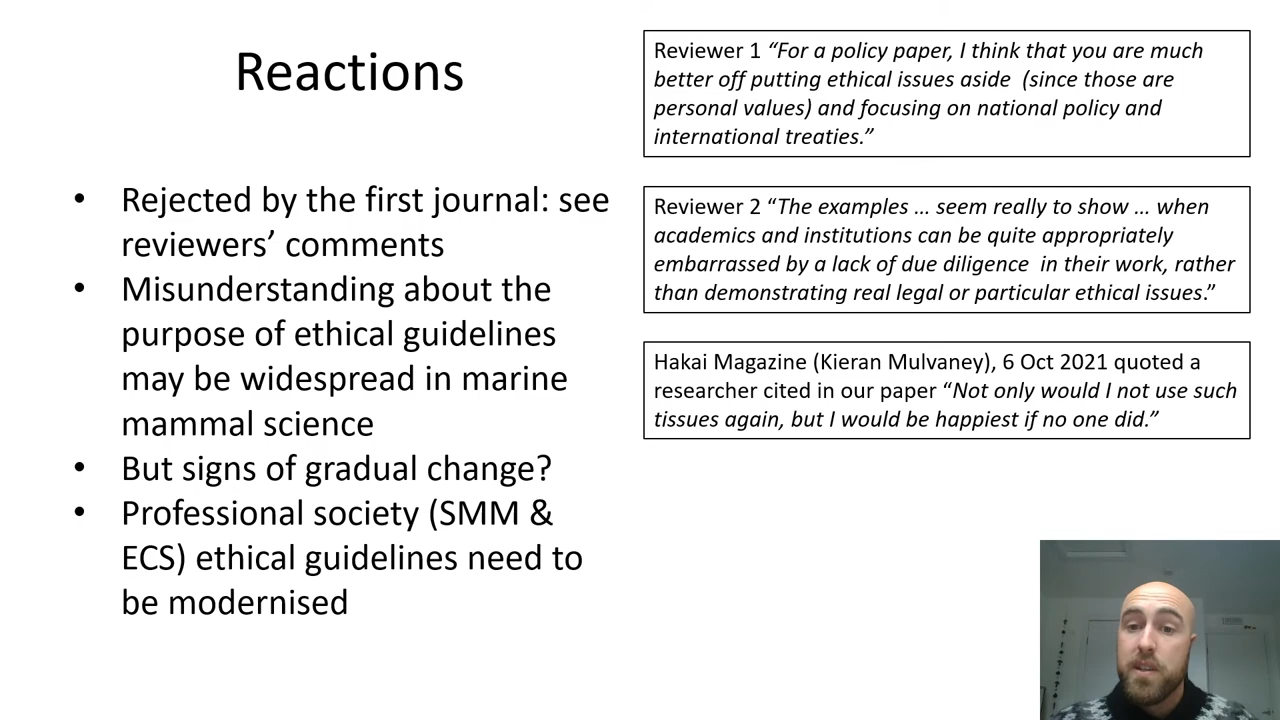 Reactions
• Rejected by the first journal: see
reviewers’ comments
• Misunderstanding about the
purpose of ethical guidelines
may be widespread in marine
mammal science
• But signs of gradual change?
• Professional society (SMM &
ECS) ethical guidelines need to
be modernised
Reviewer 1 “For a policy paper, I think that you are much
better off putting ethical issues aside  (since those are
personal values) and focusing on national policy and
international treaties.”
Reviewer 2 “The examples … seem really to show … when
academics and institutions can be quite appropriately
embarrassed by a lack of due diligence  in their work, rather
than demonstrating real legal or particular ethical issues.”
Hakai Magazine (Kieran Mulvaney), 6 Oct 2021 quoted a
researcher cited in our paper “Not only would I not use such
tissues again, but I would be happiest if no one did.”